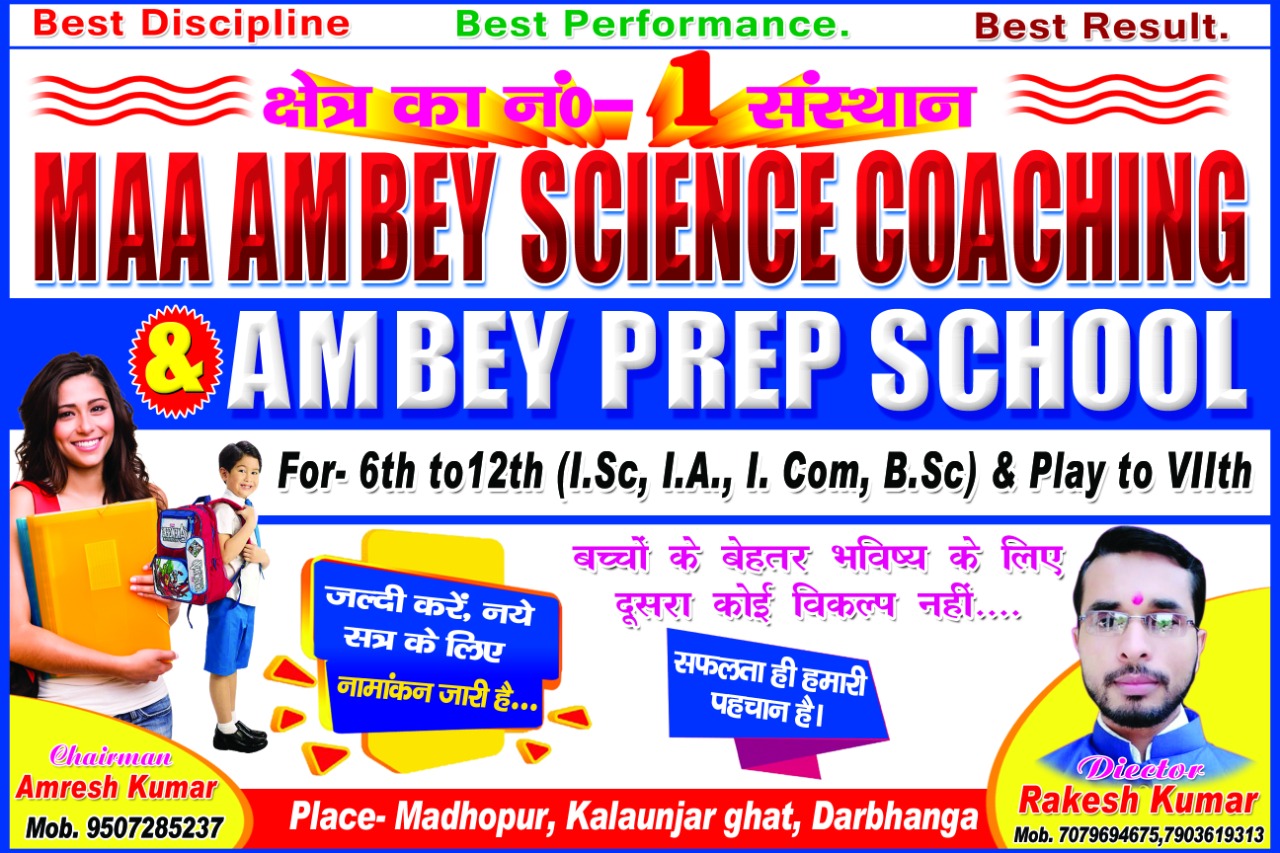 Best Discipline Best Performance. Best Result.
क्षेत्र का नं0- 1 संस्थान
MAA AMBEY SCIENCE COACHING
& AMBEY PREP SCHOOL
For- 6th to12th (I.Sc, I.A., I. Com, B.Sc) & Play to VIIth
बच्चों के बेहतर भविष्य के लिए
दूसरा कोई विकल्प नहीं....
जल्दी करें, नये
सत्र के लिए
नामांकन जारी है...
सफलता ही हमारी
पहचान है।
Chairman
Amresh Kumar
Mob. 9507285237
Place- Madhopur, Kalaunjar ghat, Darbhanga
Diector
Rakesh Kumar
Mob. 7079694675,7903619313